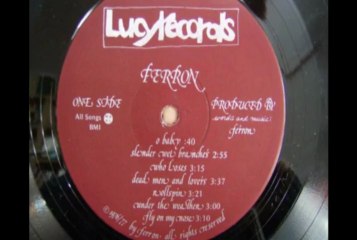 Lucy Records
FERRON
ONE SIDE
All Songs
BMI
PRODUCED BY
words and music:
ferron
o baby :40
slender wet branches 2:55
who loses 3:15
dead men and lovers 3:37
rollspin 3:21
under the weather 3:00
fly on my nose 3:10
by ferron - all rights reserved